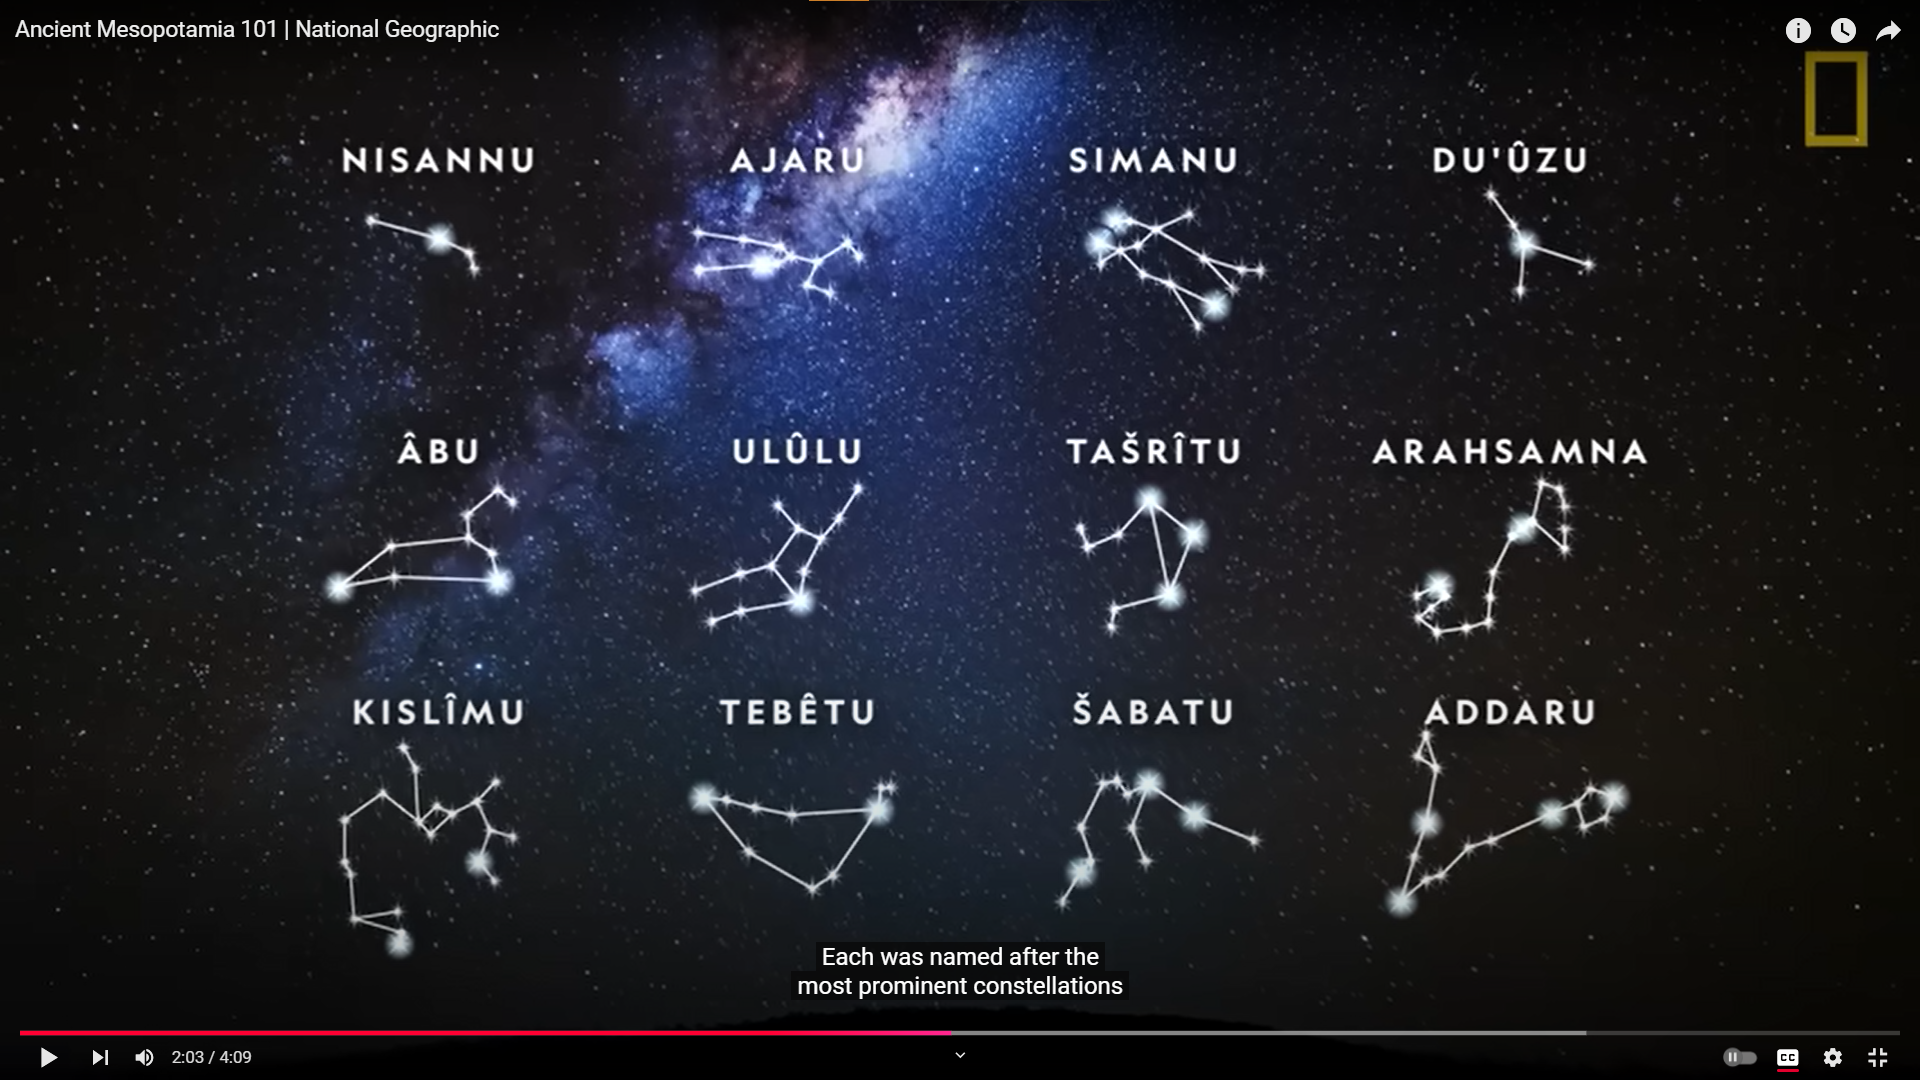 Ancient Mesopotamia 101 | National Geographic
NISANNU
AJARU
SIMANU
DU'ÛZU
ÂBU
ULÛLU
TAŠRÎTU
ARAHSAMNA
KISLÎMU
TEBÊTU
ŠABATU
ADDARU
Each was named after the
most prominent constellations
2:03 / 4:09
CC